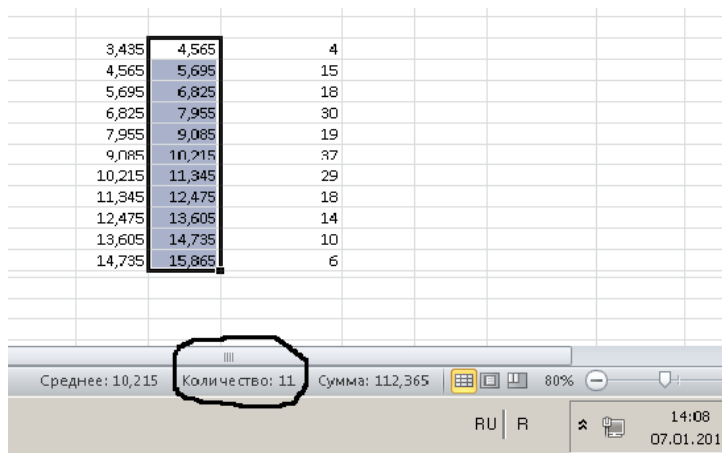 3,435 4,565 4
4,565 5,695 15
5,695 6,825 18
6,825 7,955 30
7,955 9,085 19
9,085 10,215 37
10,215 11,345 29
11,345 12,475 18
12,475 13,605 14
13,605 14,735 10
14,735 15,865 6
Среднее: 10,215 Количество: 11 Сумма: 112,365 80%
RU R 14:08
07.01.201